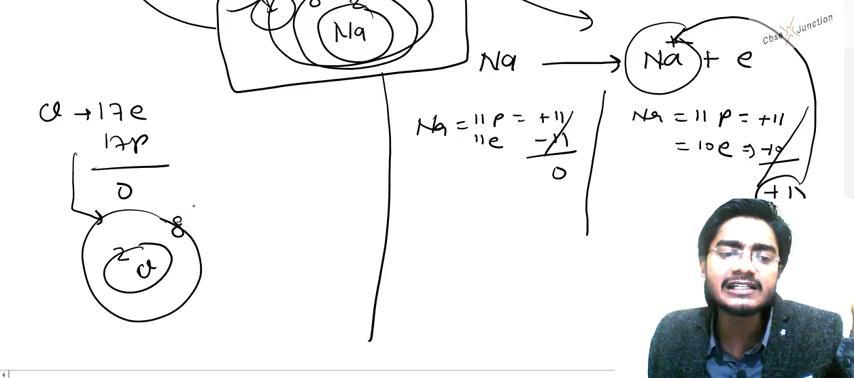 Na
Cbse Junction
Na → Na+ + e
Cl → 17e
17p
0
8
2
Cl
Na = 11 p = +11
11e -11
0
Na = 11 p = +11
= 10e ⇒ -10
+1